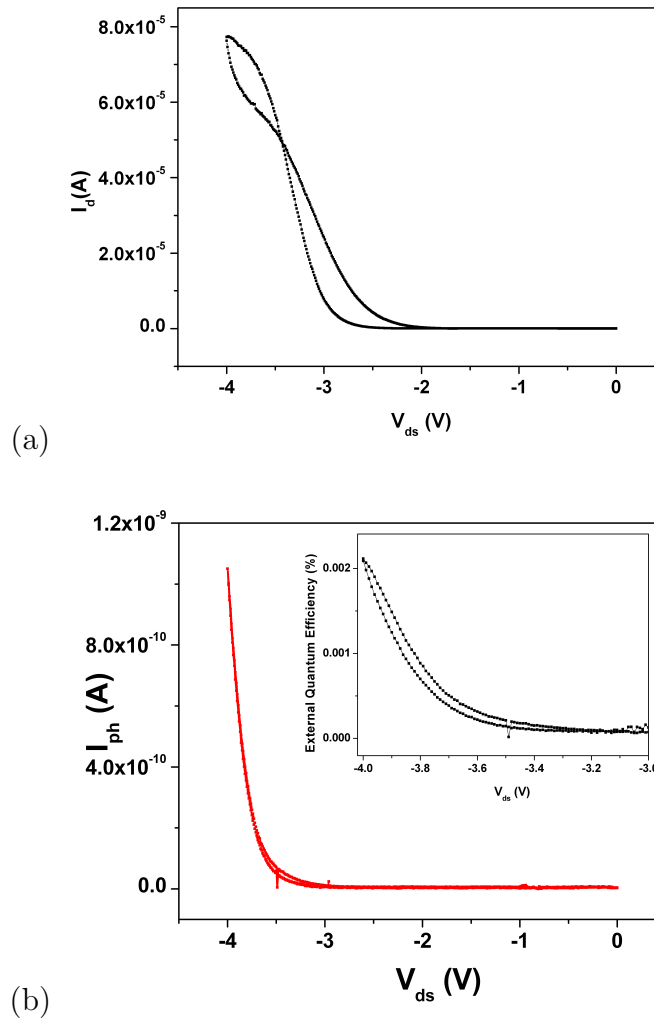 8.0x10⁻⁵
6.0x10⁻⁵
4.0x10⁻⁵
2.0x10⁻⁵
0.0
I_d(A)
-4 -3 -2 -1 0
V_ds (V)
(a)
1.2x10⁻⁹
8.0x10⁻¹⁰
4.0x10⁻¹⁰
0.0
I_ph (A)
0.002
0.001
0.000
External Quantum Efficiency (%)
-4.0 -3.8 -3.6 -3.4 -3.2 -3.0
V_ds (V)
-4 -3 -2 -1 0
V_ds (V)
(b)